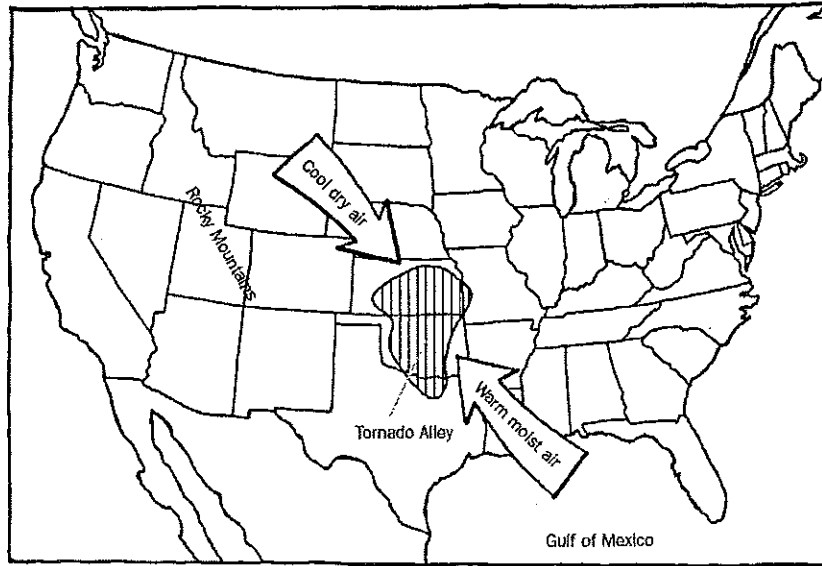 Cool dry air
Rocky Mountains
Tornado Alley
Warm moist air
Gulf of Mexico